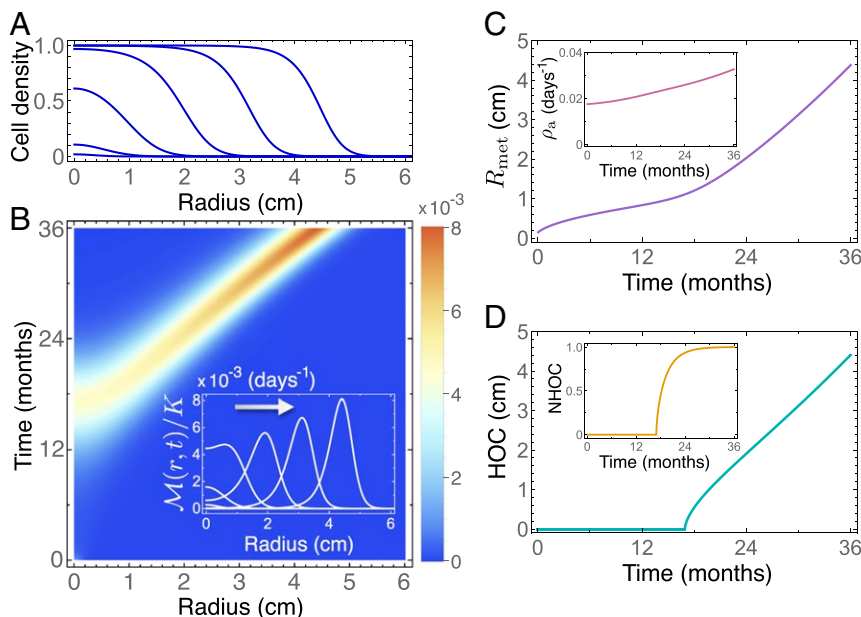 A
Cell density
1.0
0.5
0
0 1 2 3 4 5 6
Radius (cm)
B
Time (months)
36
24
12
0
0 1 2 3 4 5 6
Radius (cm)
×10⁻³
8
6
4
2
0
×10⁻³ (days⁻¹)
M(r, t)/K
8
6
4
2
0
0 2 4 6
Radius (cm)
C
R_met (cm)
5
4
3
2
1
0
0 12 24 36
Time (months)
ρ_a (days⁻¹)
0.04
0.02
0
0 12 24 36
Time (months)
D
HOC (cm)
5
4
3
2
1
0
0 12 24 36
Time (months)
NHOC
1.0
0.5
0
0 12 24 36
Time (months)